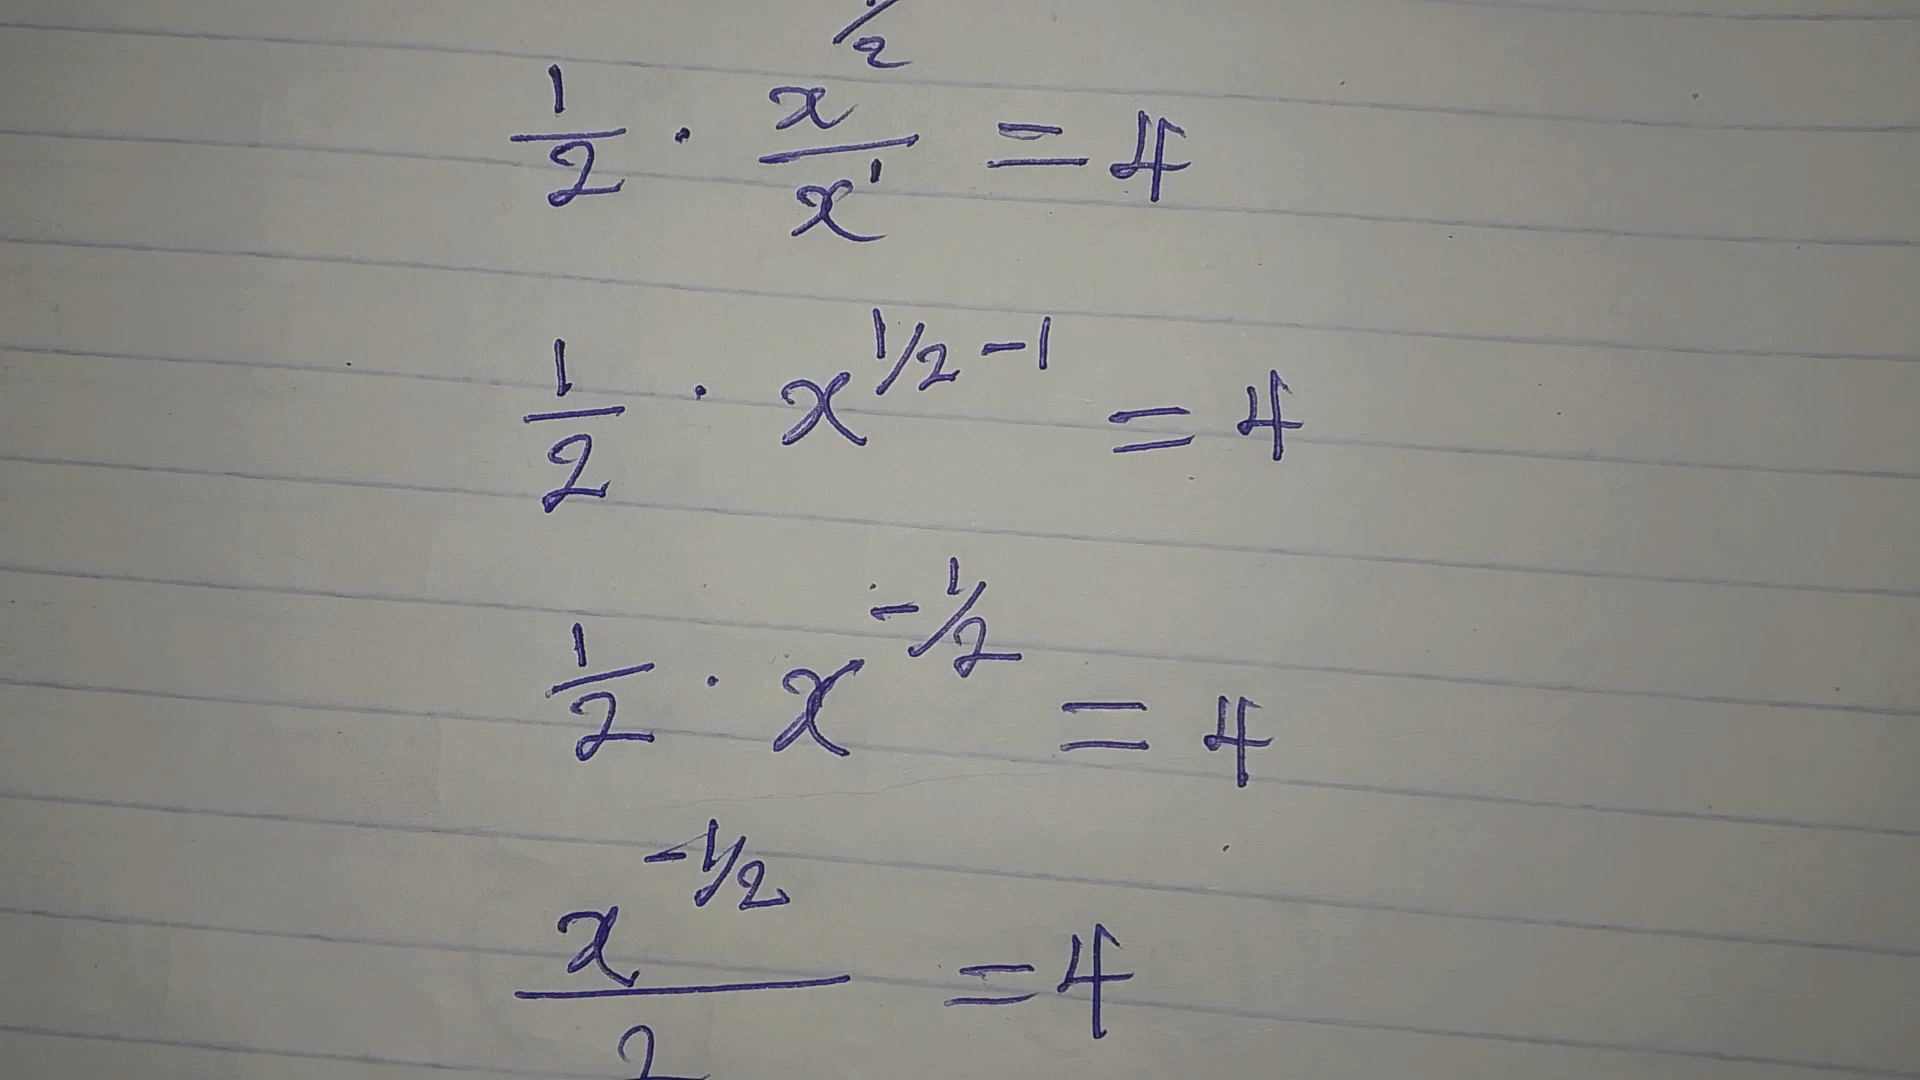 1/2 · x^1/2 / x^1 = 4
1/2 · x^1/2 - 1 = 4
1/2 · x^-1/2 = 4
x^-1/2 / 2 = 4